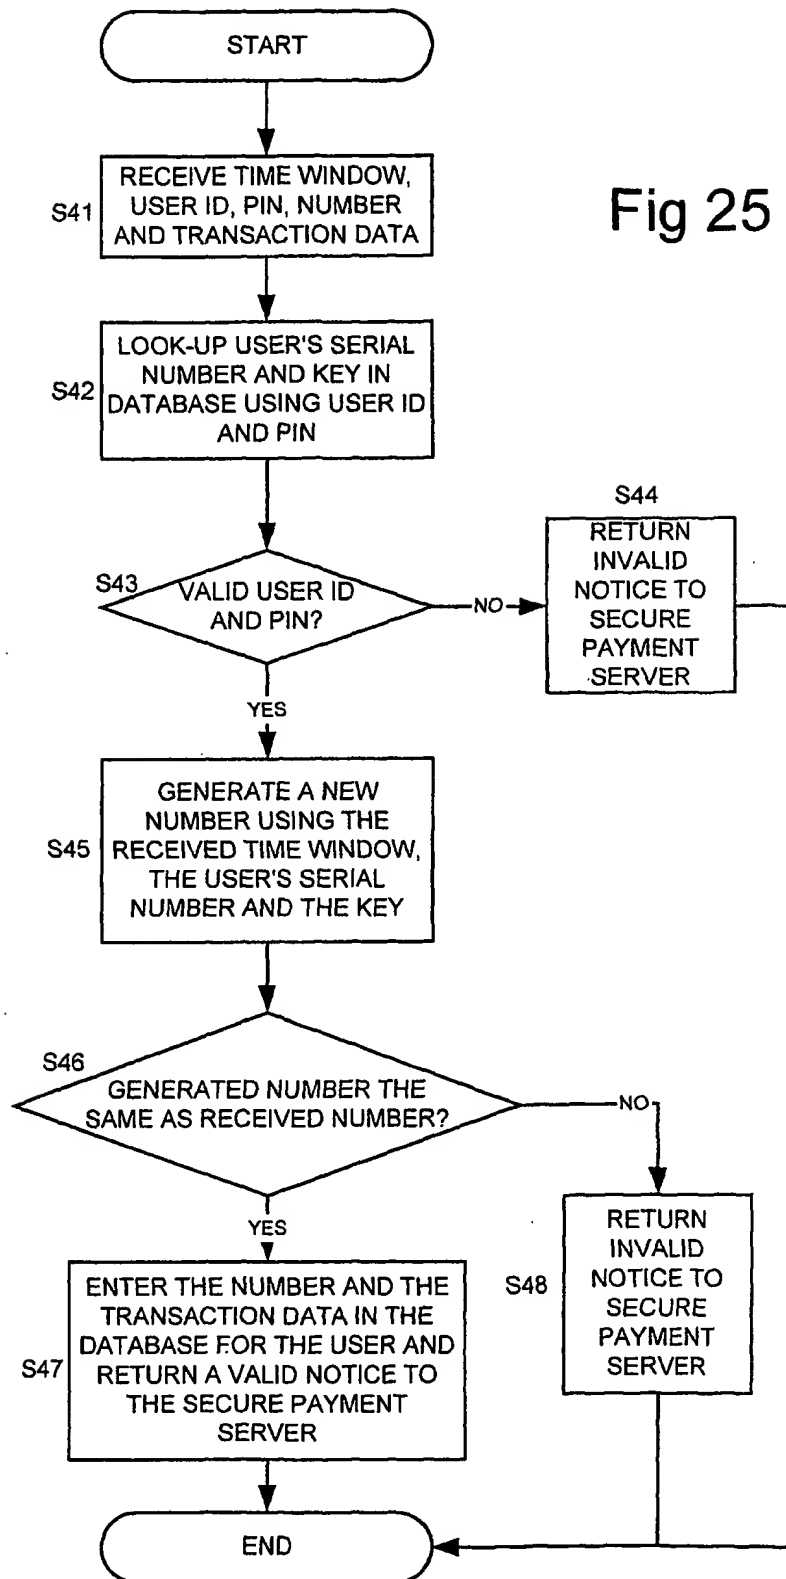 START
Fig 25
S41
RECEIVE TIME WINDOW,
USER ID, PIN, NUMBER
AND TRANSACTION DATA
S42
LOOK-UP USER'S SERIAL
NUMBER AND KEY IN
DATABASE USING USER ID
AND PIN
S43
VALID USER ID
AND PIN?
NO
S44
RETURN
INVALID
NOTICE TO
SECURE
PAYMENT
SERVER
YES
S45
GENERATE A NEW
NUMBER USING THE
RECEIVED TIME WINDOW,
THE USER'S SERIAL
NUMBER AND THE KEY
S46
GENERATED NUMBER THE
SAME AS RECEIVED NUMBER?
NO
YES
S48
RETURN
INVALID
NOTICE TO
SECURE
PAYMENT
SERVER
S47
ENTER THE NUMBER AND THE
TRANSACTION DATA IN THE
DATABASE FOR THE USER AND
RETURN A VALID NOTICE TO
THE SECURE PAYMENT
SERVER
END